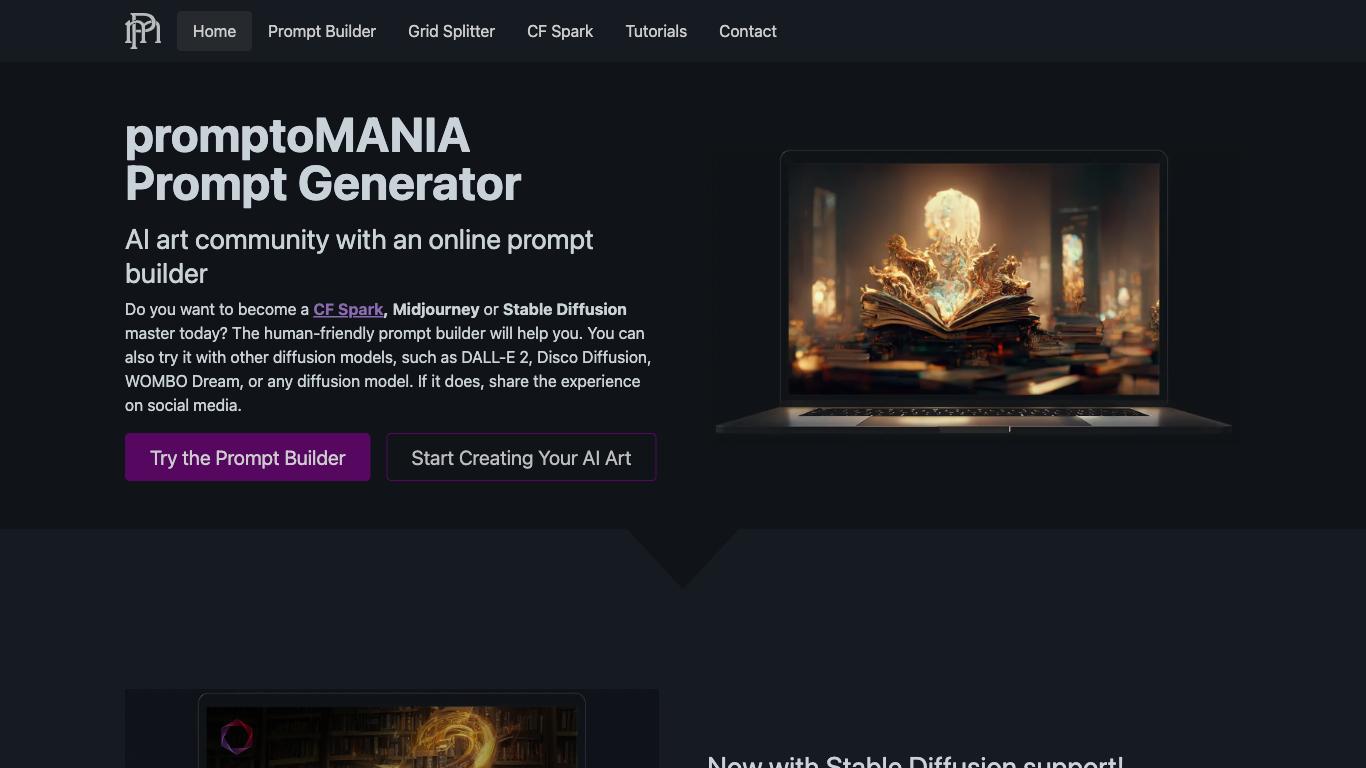 Home
Prompt Builder
Grid Splitter
CF Spark
Tutorials
Contact
promptoMANIA
Prompt Generator
AI art community with an online prompt
builder
Do you want to become a CF Spark, Midjourney or Stable Diffusion
master today? The human-friendly prompt builder will help you. You can
also try it with other diffusion models, such as DALL-E 2, Disco Diffusion,
WOMBO Dream, or any diffusion model. If it does, share the experience
on social media.
Try the Prompt Builder
Start Creating Your AI Art
Now with Stable Diffusion support!